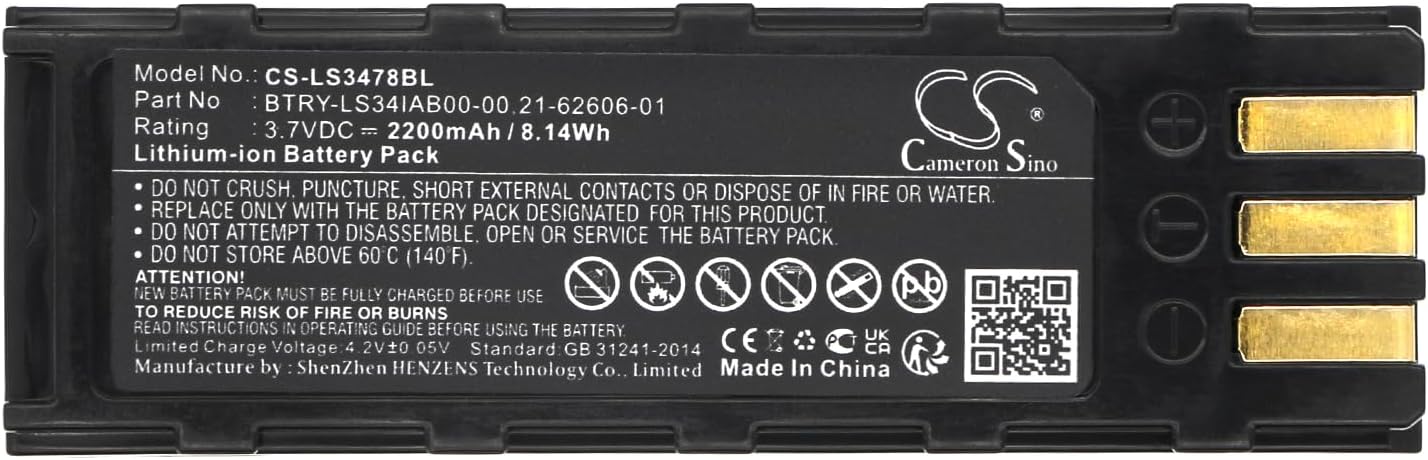 Model No.: CS-LS3478BL
Part No : BTRY-LS34IAB00-00,21-62606-01
Rating : 3.7VDC ⎓ 2200mAh / 8.14Wh
Lithium-ion Battery Pack
Cameron Sino
®
• DO NOT CRUSH, PUNCTURE, SHORT EXTERNAL CONTACTS OR DISPOSE OF IN FIRE OR WATER.
• REPLACE ONLY WITH THE BATTERY PACK DESIGNATED FOR THIS PRODUCT.
• DO NOT ATTEMPT TO DISASSEMBLE, OPEN OR SERVICE THE BATTERY PACK.
• DO NOT STORE ABOVE 60°C (140°F).
ATTENTION!
NEW BATTERY PACK MUST BE FULLY CHARGED BEFORE USE
TO REDUCE RISK OF FIRE OR BURNS
READ INSTRUCTIONS IN OPERATING GUIDE BEFORE USING THE BATTERY.
Limited Charge Voltage:4.2V±0.05V Standard:GB 31241-2014
Manufacture by : ShenZhen HENZENS Technology Co., Limited
Pb
CE
UK
CA
Made In China
+
T
−